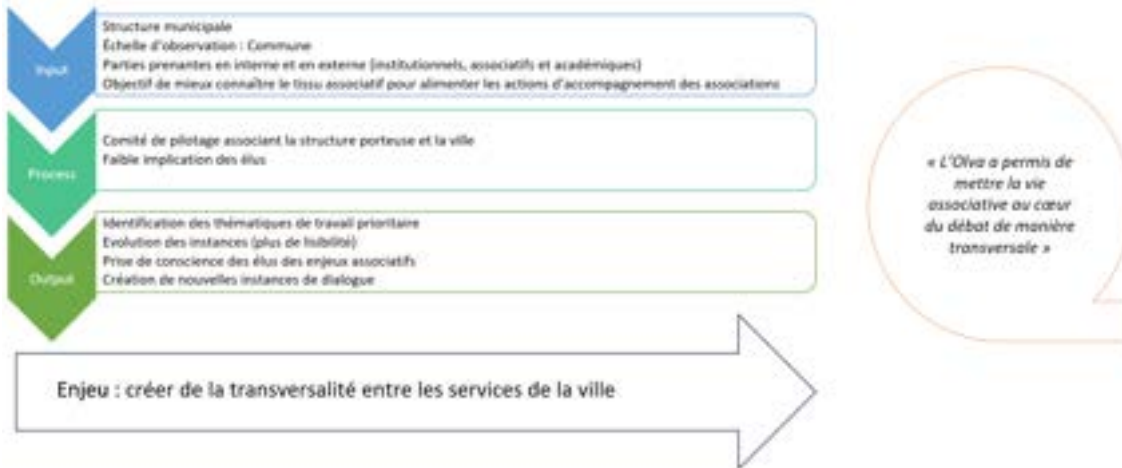 Input
Structure municipale
Échelle d'observation : Commune
Parties prenantes en interne et en externe (institutionnels, associatifs et académiques)
Objectif de mieux connaître le tissu associatif pour alimenter les actions d'accompagnement des associations
Process
Comité de pilotage associant la structure porteuse et la ville
Faible implication des élus
Output
Identification des thématiques de travail prioritaire
Evolution des instances (plus de lisibilité)
Prise de conscience des élus des enjeux associatifs
Création de nouvelles instances de dialogue
Enjeu : créer de la transversalité entre les services de la ville
« L'Olva a permis de
mettre la vie
associative au cœur
du débat de manière
transversale »